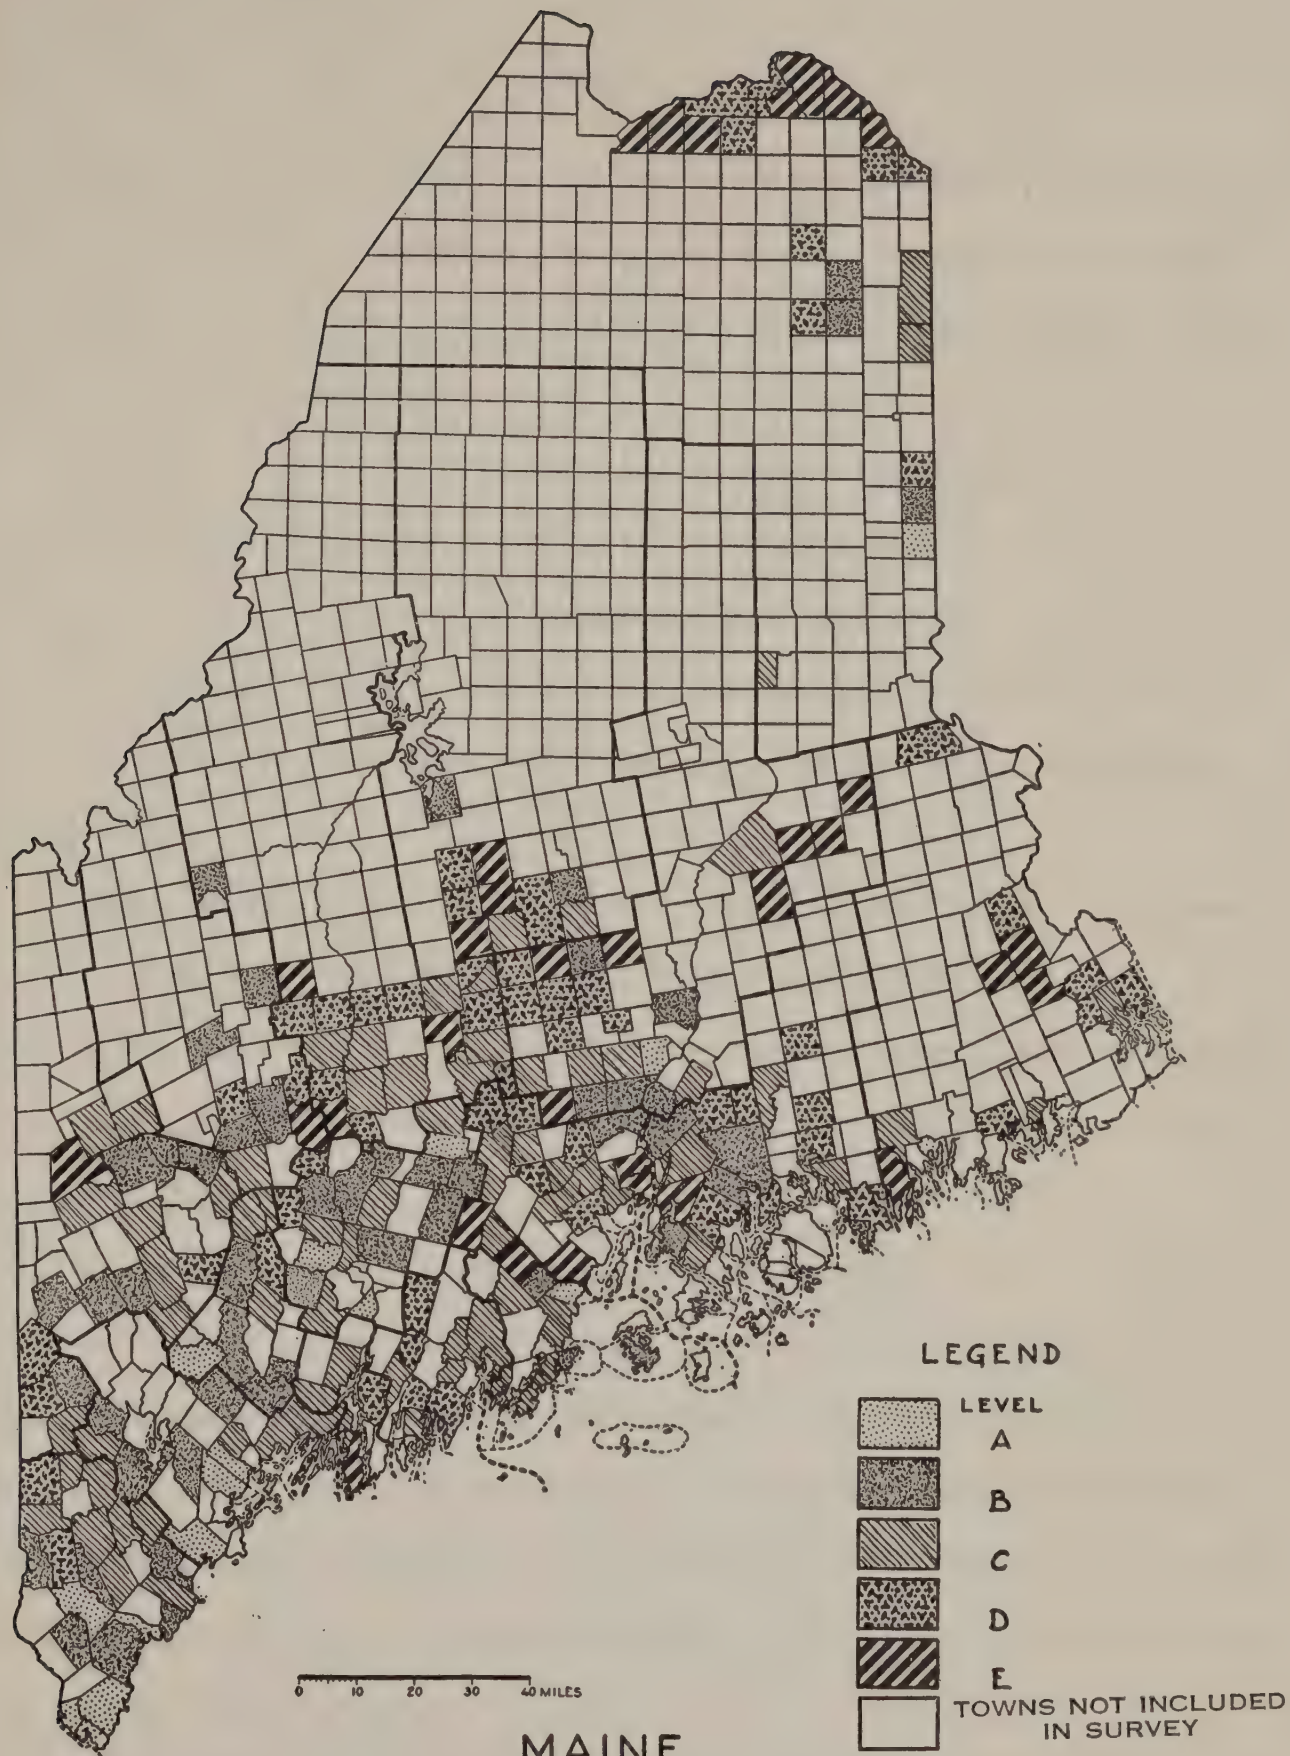 LEGEND
LEVEL
A
B
C
D
E
TOWNS NOT INCLUDED
IN SURVEY
0 10 20 30 40 MILES
MAINE